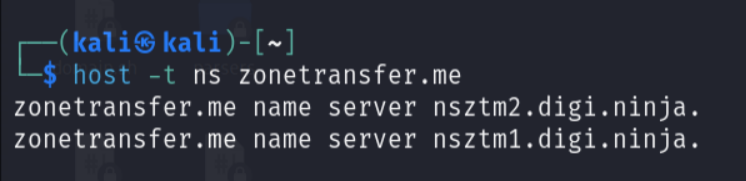 ┌──(kali㉿kali)-[~]
└─$ host -t ns zonetransfer.me
zonetransfer.me name server nsztm2.digi.ninja.
zonetransfer.me name server nsztm1.digi.ninja.